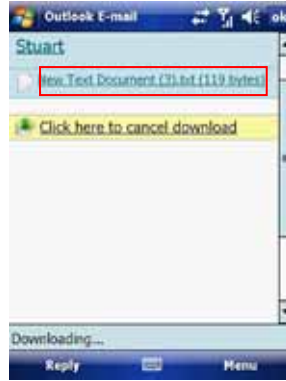 Outlook E-mail
ok
Stuart
New Text Document (3).txt (119 bytes)
Click here to cancel download
Downloading...
Reply
Menu